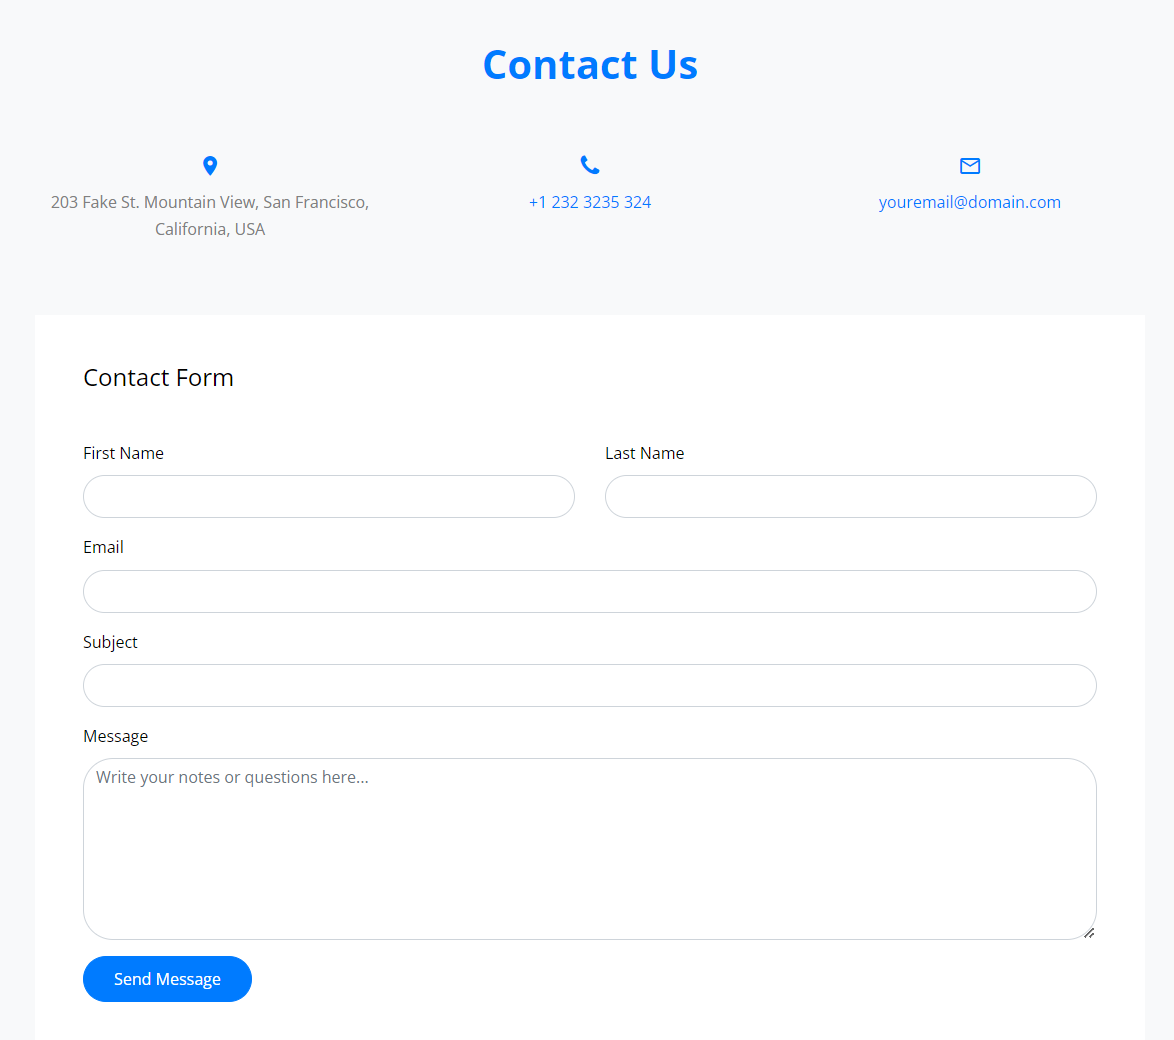 Contact Us
203 Fake St. Mountain View, San Francisco,
California, USA
+1 232 3235 324
youremail@domain.com
Contact Form
First Name
Last Name
Email
Subject
Message
Write your notes or questions here...
Send Message